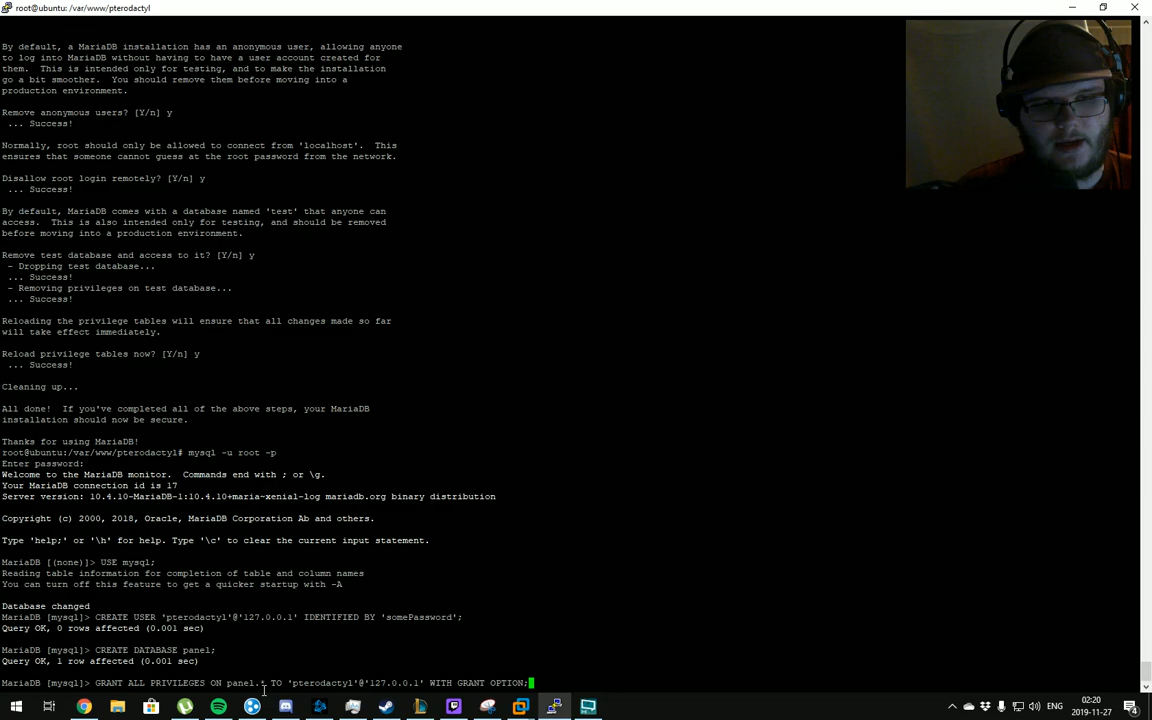 root@ubuntu: /var/www/pterodactyl
By default, a MariaDB installation has an anonymous user, allowing anyone
to log into MariaDB without having to have a user account created for
them.  This is intended only for testing, and to make the installation
go a bit smoother.  You should remove them before moving into a
production environment.
Remove anonymous users? [Y/n] y
 ... Success!
Normally, root should only be allowed to connect from 'localhost'.  This
ensures that someone cannot guess at the root password from the network.
Disallow root login remotely? [Y/n] y
 ... Success!
By default, MariaDB comes with a database named 'test' that anyone can
access.  This is also intended only for testing, and should be removed
before moving into a production environment.
Remove test database and access to it? [Y/n] y
 - Dropping test database...
 ... Success!
 - Removing privileges on test database...
 ... Success!
Reloading the privilege tables will ensure that all changes made so far
will take effect immediately.
Reload privilege tables now? [Y/n] y
 ... Success!
Cleaning up...
All done!  If you've completed all of the above steps, your MariaDB
installation should now be secure.
Thanks for using MariaDB!
root@ubuntu:/var/www/pterodactyl# mysql -u root -p
Enter password:
Welcome to the MariaDB monitor.  Commands end with ; or \g.
Your MariaDB connection id is 17
Server version: 10.4.10-MariaDB-1:10.4.10+maria~xenial-log mariadb.org binary distribution
Copyright (c) 2000, 2018, Oracle, MariaDB Corporation Ab and others.
Type 'help;' or '\h' for help. Type '\c' to clear the current input statement.
MariaDB [(none)]> USE mysql;
Reading table information for completion of table and column names
You can turn off this feature to get a quicker startup with -A
Database changed
MariaDB [mysql]> CREATE USER 'pterodactyl'@'127.0.0.1' IDENTIFIED BY 'somePassword';
Query OK, 0 rows affected (0.001 sec)
MariaDB [mysql]> CREATE DATABASE panel;
Query OK, 1 row affected (0.001 sec)
MariaDB [mysql]> GRANT ALL PRIVILEGES ON panel.* TO 'pterodactyl'@'127.0.0.1' WITH GRANT OPTION;
ENG
02:20
2019-11-27
4